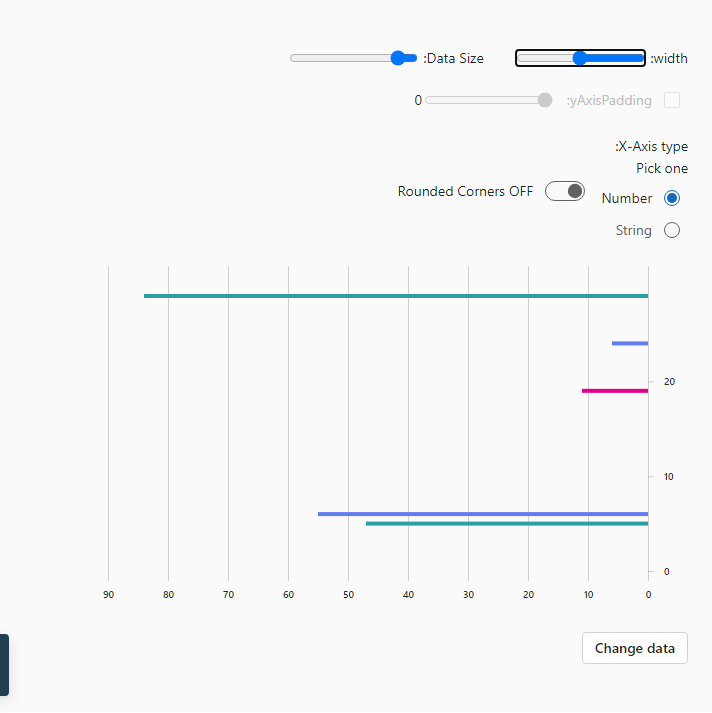 width:
Data Size:
yAxisPadding:
0
X-Axis type:
Pick one
Number
Rounded Corners OFF
String
20
10
0
90 80 70 60 50 40 30 20 10 0
Change data